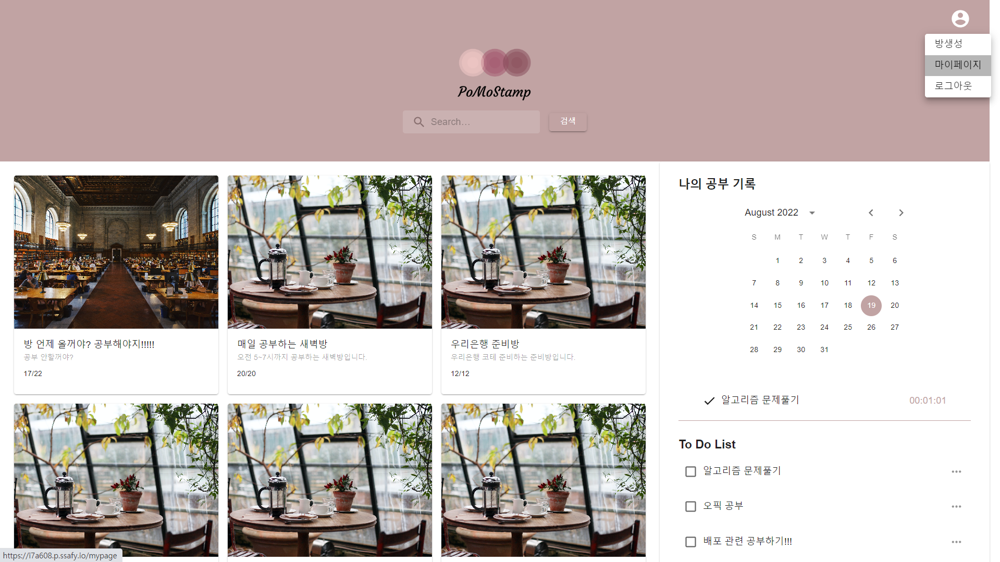 방생성
마이페이지
로그아웃
PoMoStamp
Search...
검색
방 언제 올꺼야? 공부해야지!!!!!
공부 안할꺼야?
17/22
매일 공부하는 새벽방
오전 5~7시까지 공부하는 새벽방입니다.
20/20
우리은행 준비방
우리은행 코테 준비하는 준비방입니다.
12/12
나의 공부 기록
August 2022
S M T W T F S
1 2 3 4 5 6
7 8 9 10 11 12 13
14 15 16 17 18 19 20
21 22 23 24 25 26 27
28 29 30 31
알고리즘 문제풀기 00:01:01
To Do List
알고리즘 문제풀기
오픽 공부
배포 관련 공부하기!!!
https://i7a608.p.ssafy.io/mypage